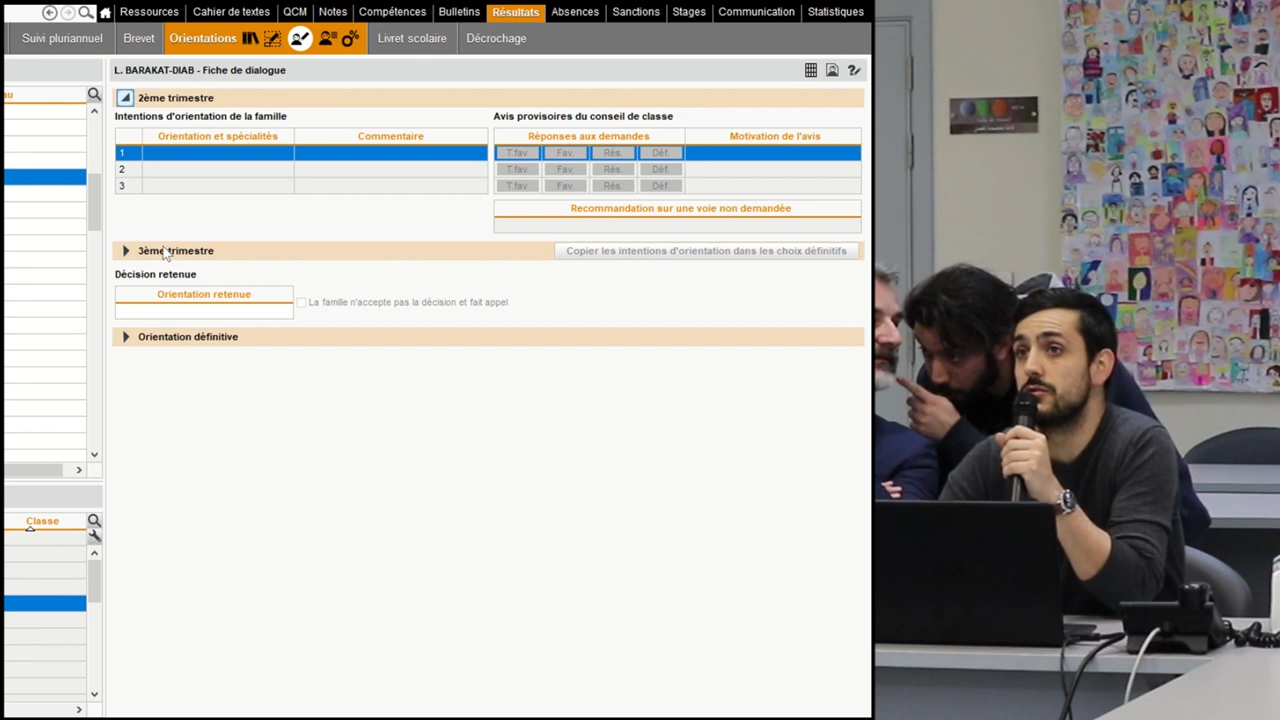 Ressources Cahier de textes QCM Notes Compétences Bulletins Résultats Absences Sanctions Stages Communication Statistiques
Suivi pluriannuel Brevet Orientations Livret scolaire Décrochage
L. BARAKAT-DIAB - Fiche de dialogue
2ème trimestre
Intentions d'orientation de la famille Avis provisoires du conseil de classe
Orientation et spécialités Commentaire Réponses aux demandes Motivation de l'avis
1 T.fav. Fav. Rés. Déf.
2 T.fav. Fav. Rés. Déf.
3 T.fav. Fav. Rés. Déf.
Recommandation sur une voie non demandée
3ème trimestre Copier les intentions d'orientation dans les choix définitifs
Décision retenue
Orientation retenue
La famille n'accepte pas la décision et fait appel
Orientation définitive
Classe